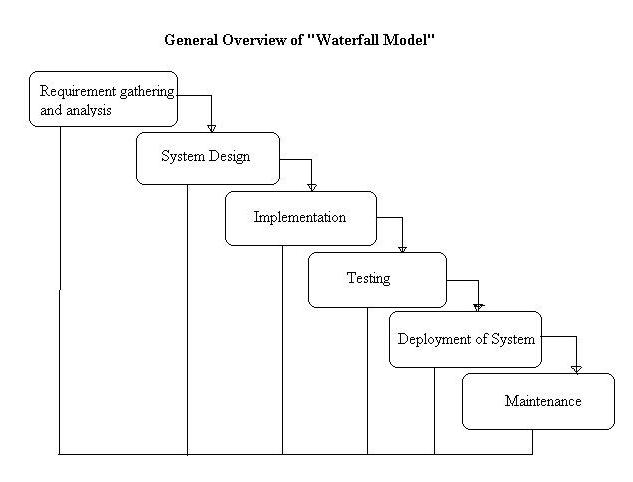 General Overview of "Waterfall Model"
Requirement gathering
and analysis
System Design
Implementation
Testing
Deployment of System
Maintenance